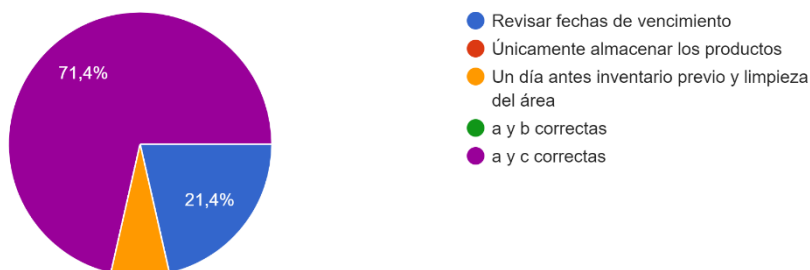 71,4%
21,4%
Revisar fechas de vencimiento
Únicamente almacenar los productos
Un día antes inventario previo y limpieza
del área
a y b correctas
a y c correctas